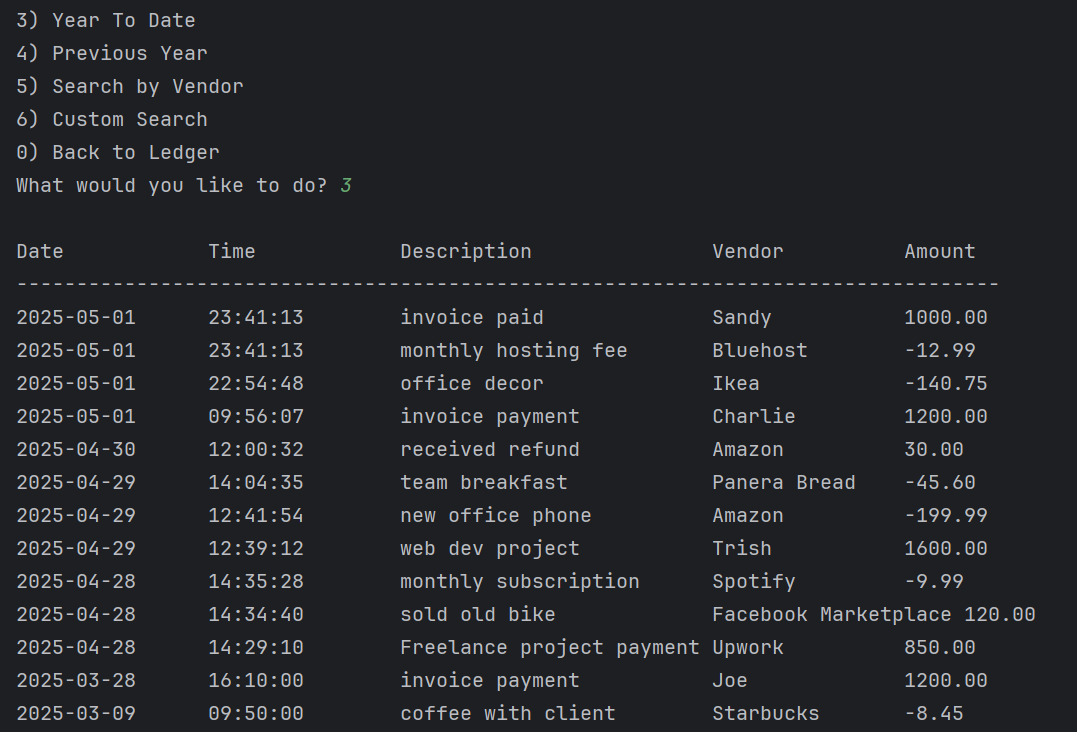 3) Year To Date
4) Previous Year
5) Search by Vendor
6) Custom Search
0) Back to Ledger
What would you like to do? 3

Date            Time            Description               Vendor          Amount
----------------------------------------------------------------------------------
2025-05-01      23:41:13        invoice paid              Sandy           1000.00
2025-05-01      23:41:13        monthly hosting fee       Bluehost        -12.99
2025-05-01      22:54:48        office decor              Ikea            -140.75
2025-05-01      09:56:07        invoice payment           Charlie         1200.00
2025-04-30      12:00:32        received refund           Amazon          30.00
2025-04-29      14:04:35        team breakfast            Panera Bread    -45.60
2025-04-29      12:41:54        new office phone          Amazon          -199.99
2025-04-29      12:39:12        web dev project           Trish           1600.00
2025-04-28      14:35:28        monthly subscription      Spotify         -9.99
2025-04-28      14:34:40        sold old bike             Facebook Marketplace 120.00
2025-04-28      14:29:10        Freelance project payment Upwork          850.00
2025-03-28      16:10:00        invoice payment           Joe             1200.00
2025-03-09      09:50:00        coffee with client        Starbucks       -8.45